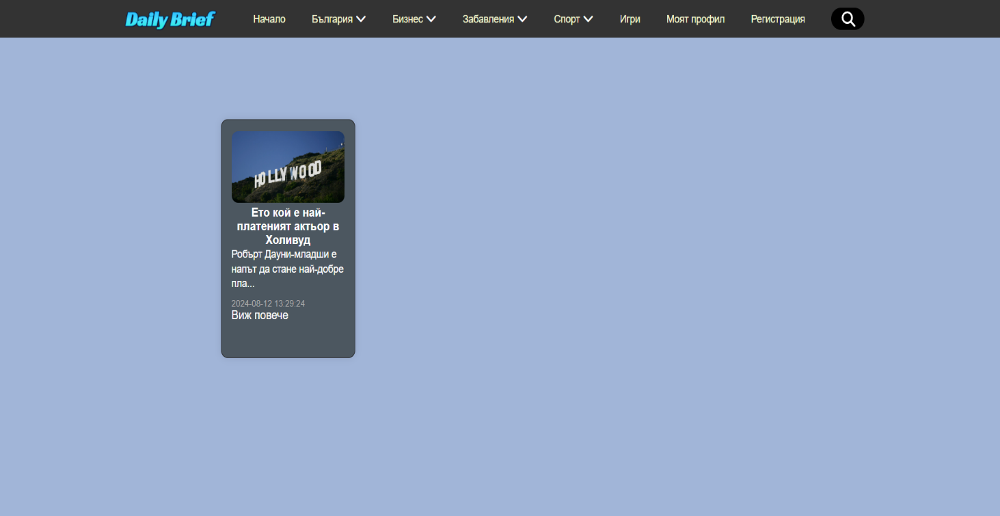 Daily Brief Начало България Бизнес Забавления Спорт Игри Моят профил Регистрация
HOLLYWOOD
Ето кой е най-
платеният актьор в
Холивуд
Робърт Дауни-младши е
напът да стане най-добре
пла...
2024-08-12 13:29:24
Виж повече